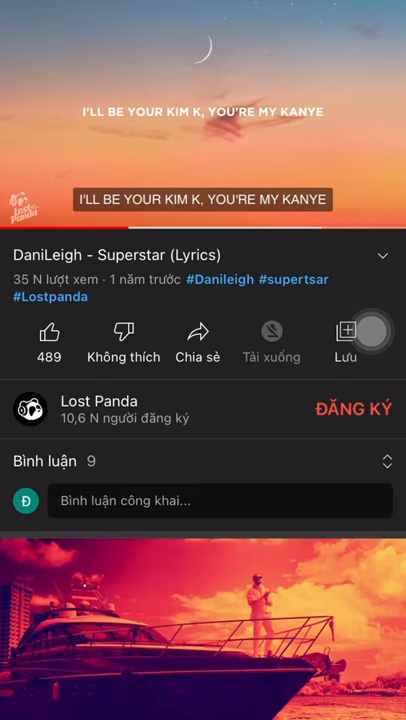 I'LL BE YOUR KIM K, YOU'RE MY KANYE
Lost
Panda
I'LL BE YOUR KIM K, YOU'RE MY KANYE
DaniLeigh - Superstar (Lyrics)
35 N lượt xem · 1 năm trước #Danileigh #supertsar
#Lostpanda
489 Không thích Chia sẻ Tải xuống Lưu
Lost Panda
10,6 N người đăng ký
ĐĂNG KÝ
Bình luận 9
Đ
Bình luận công khai...